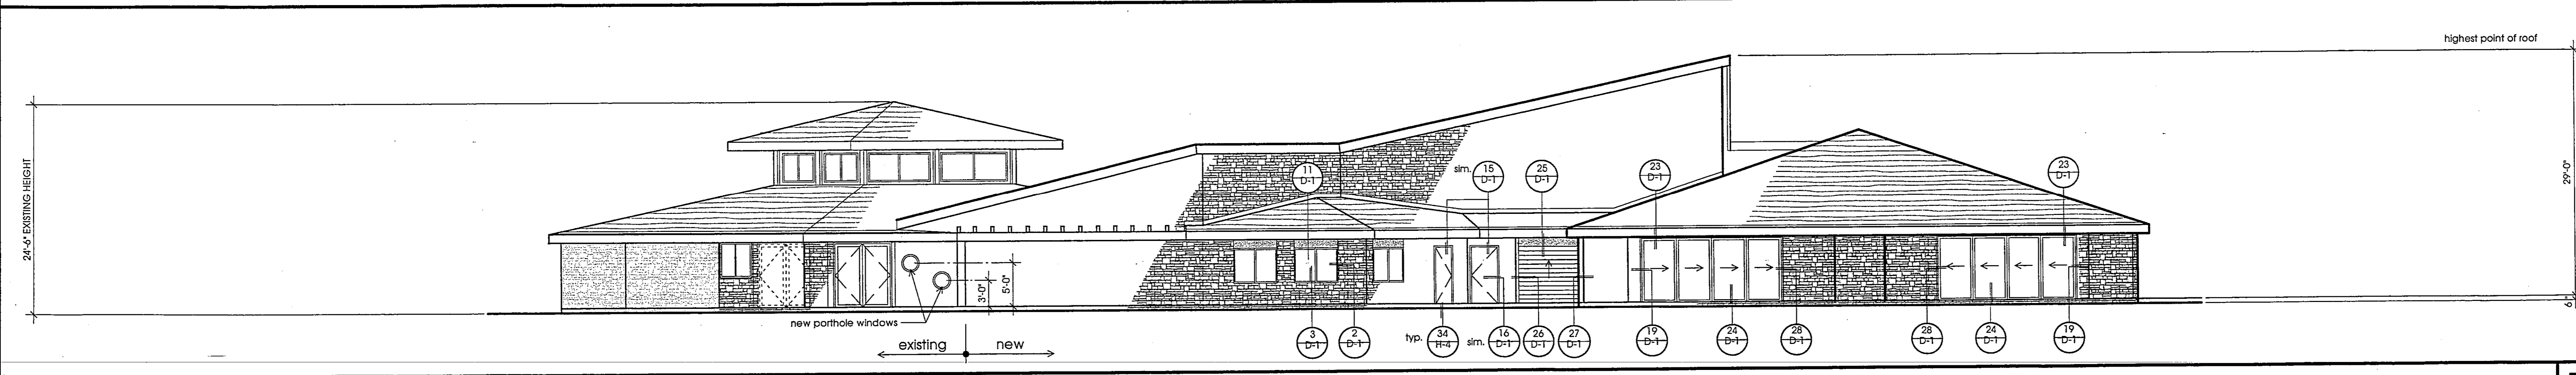 highest point of roof
24'-6" EXISTING HEIGHT
29'-0"
6"
11
D-1
sim.
15
D-1
25
D-1
23
D-1
23
D-1
3'-0"
5'-0"
new porthole windows
existing
new
3
D-1
2
D-1
typ.
34
H-4
sim.
16
D-1
26
D-1
27
D-1
19
D-1
24
D-1
28
D-1
28
D-1
24
D-1
19
D-1